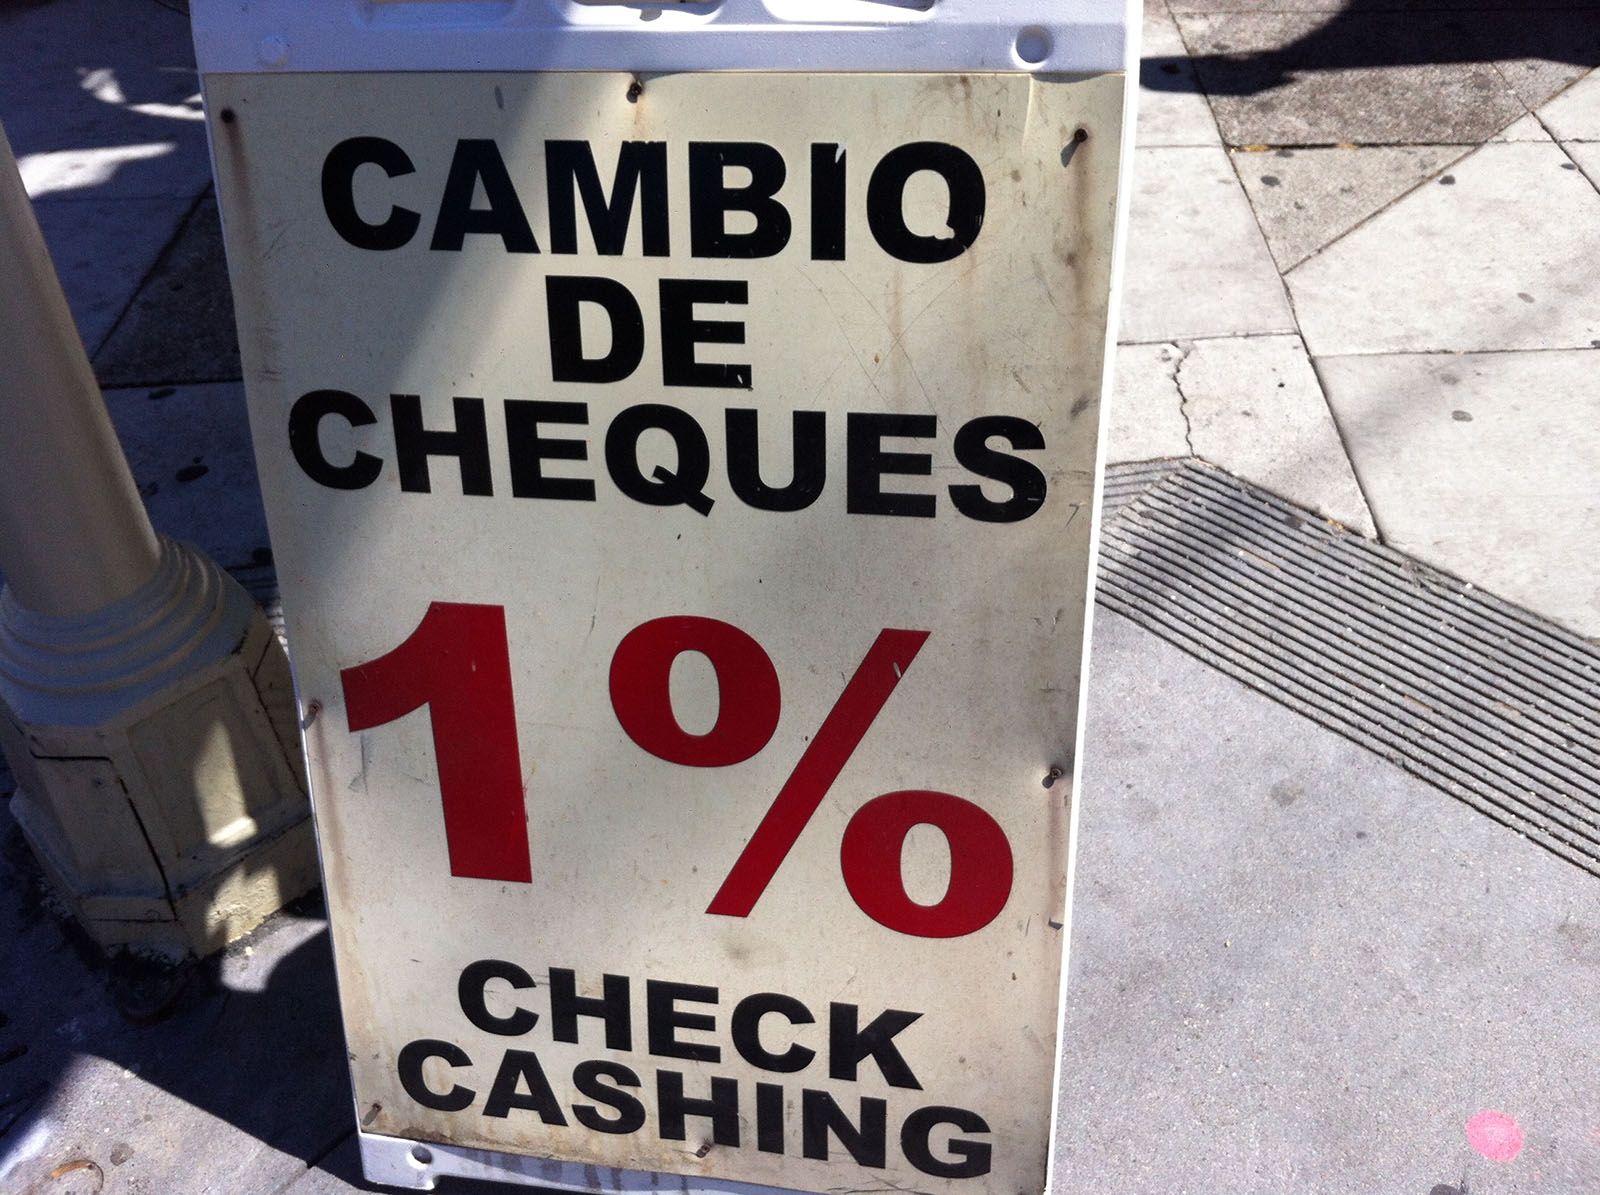 CAMBIO
DE
CHEQUES
1%
CHECK
CASHING